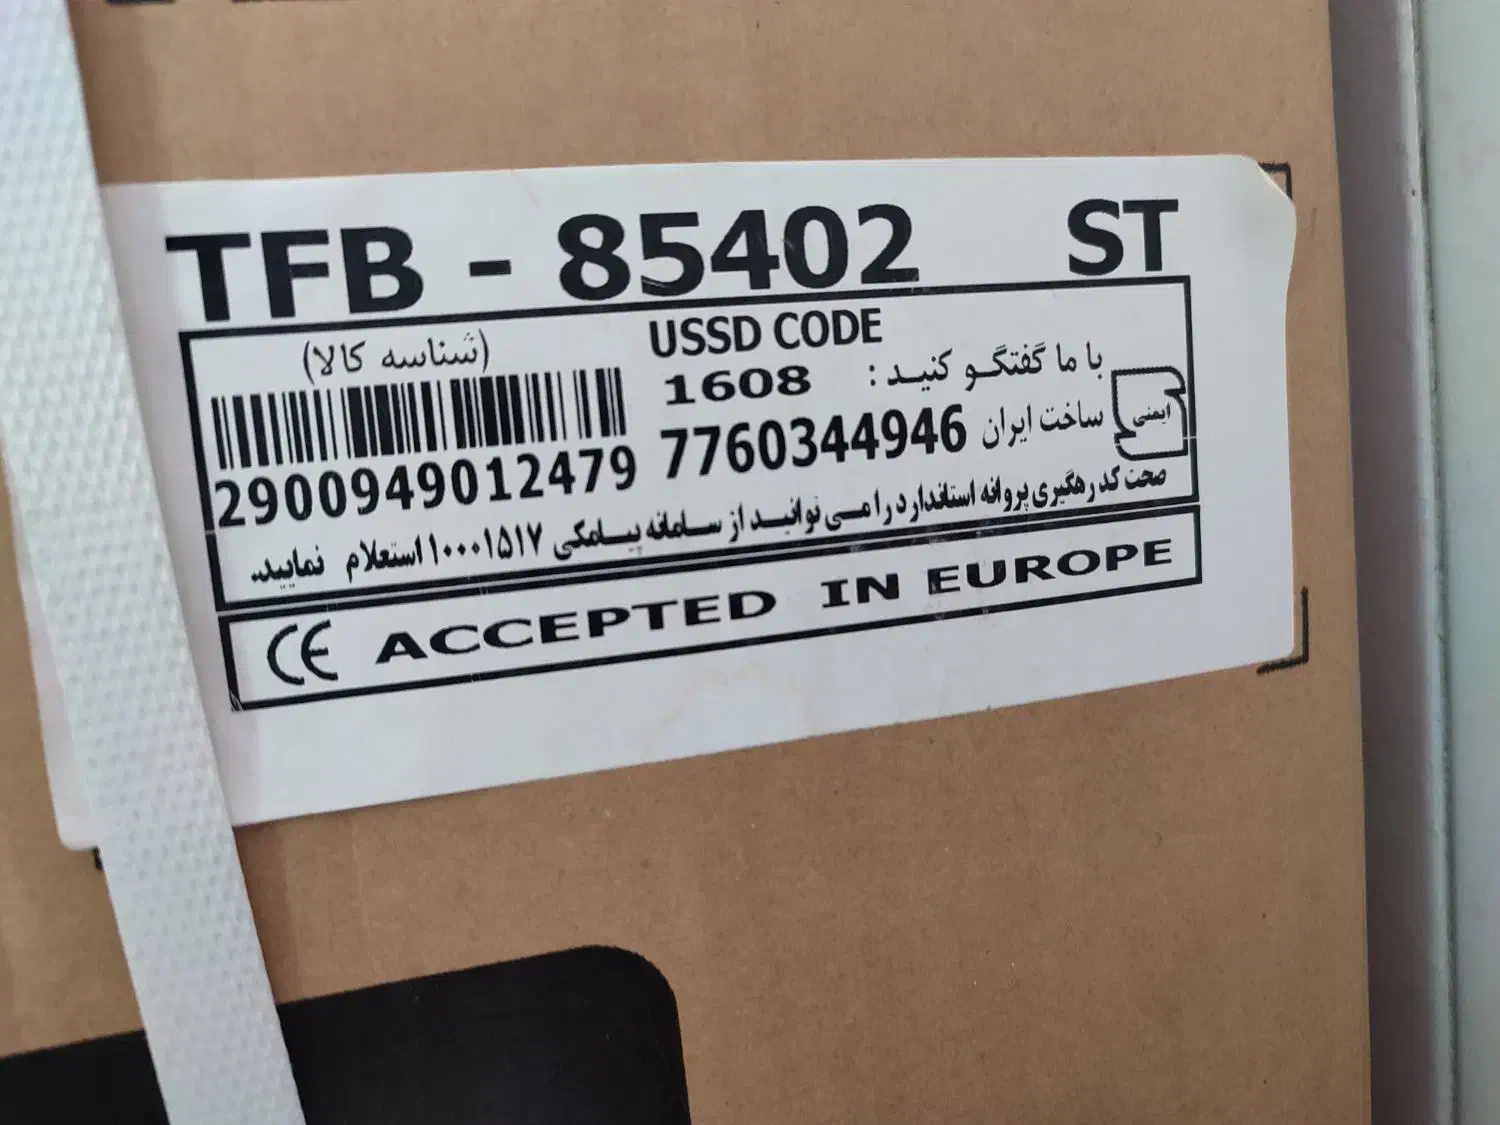 TFB - 85402 ST
(شناسه کالا)
USSD CODE
با ما گفتگو کنید :
1608
2900949012479
7760344946
ساخت ایران
ایمنی
صحت کد رهگیری پروانه استاندارد را می توانید از سامانه پیامکی ۱۰۰۰۱۵۱۷ استعلام نمایید.
CE ACCEPTED IN EUROPE